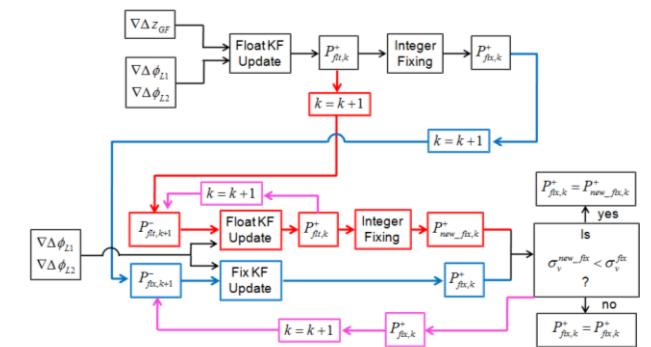 ∇Δz_GF
∇Δϕ_L1
∇Δϕ_L2
Float KF
Update
P⁺_flt,k
Integer
Fixing
P⁺_fix,k
k = k+1
k = k+1
k = k+1
P⁻_flt,k+1
Float KF
Update
P⁺_flt,k
Integer
Fixing
P⁺_new_fix,k
∇Δϕ_L1
∇Δϕ_L2
P⁻_fix,k+1
Fix KF
Update
P⁺_fix,k
k = k+1
P⁺_fix,k
P⁺_fix,k = P⁺_new_fix,k
yes
Is
σ_v^new_fix < σ_v^fix
?
no
P⁺_fix,k = P⁺_fix,k